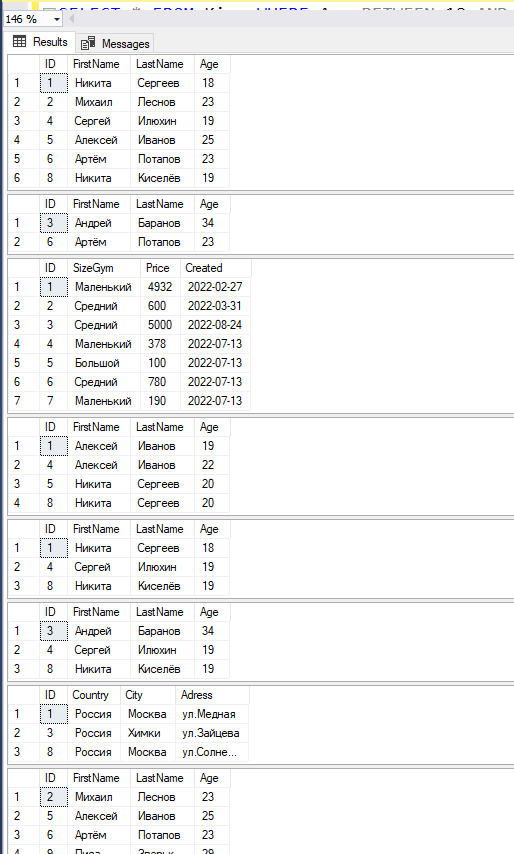 SELECT * FROM WHERE BETWEEN 18 AND
146 %
Results Messages
ID FirstName LastName Age
1 1 Никита Сергеев 18
2 2 Михаил Леснов 23
3 4 Сергей Илюхин 19
4 5 Алексей Иванов 25
5 6 Артём Потапов 23
6 8 Никита Киселёв 19
ID FirstName LastName Age
1 3 Андрей Баранов 34
2 6 Артём Потапов 23
ID SizeGym Price Created
1 1 Маленький 4932 2022-02-27
2 2 Средний 600 2022-03-31
3 3 Средний 5000 2022-08-24
4 4 Маленький 378 2022-07-13
5 5 Большой 100 2022-07-13
6 6 Средний 780 2022-07-13
7 7 Маленький 190 2022-07-13
ID FirstName LastName Age
1 1 Алексей Иванов 19
2 4 Алексей Иванов 22
3 5 Никита Сергеев 20
4 8 Никита Сергеев 20
ID FirstName LastName Age
1 1 Никита Сергеев 18
2 4 Сергей Илюхин 19
3 8 Никита Киселёв 19
ID FirstName LastName Age
1 3 Андрей Баранов 34
2 4 Сергей Илюхин 19
3 8 Никита Киселёв 19
ID Country City Adress
1 1 Россия Москва ул.Медная
2 3 Россия Химки ул.Зайцева
3 8 Россия Москва ул.Солне...
ID FirstName LastName Age
1 2 Михаил Леснов 23
2 5 Алексей Иванов 25
3 6 Артём Потапов 23
4 9 29